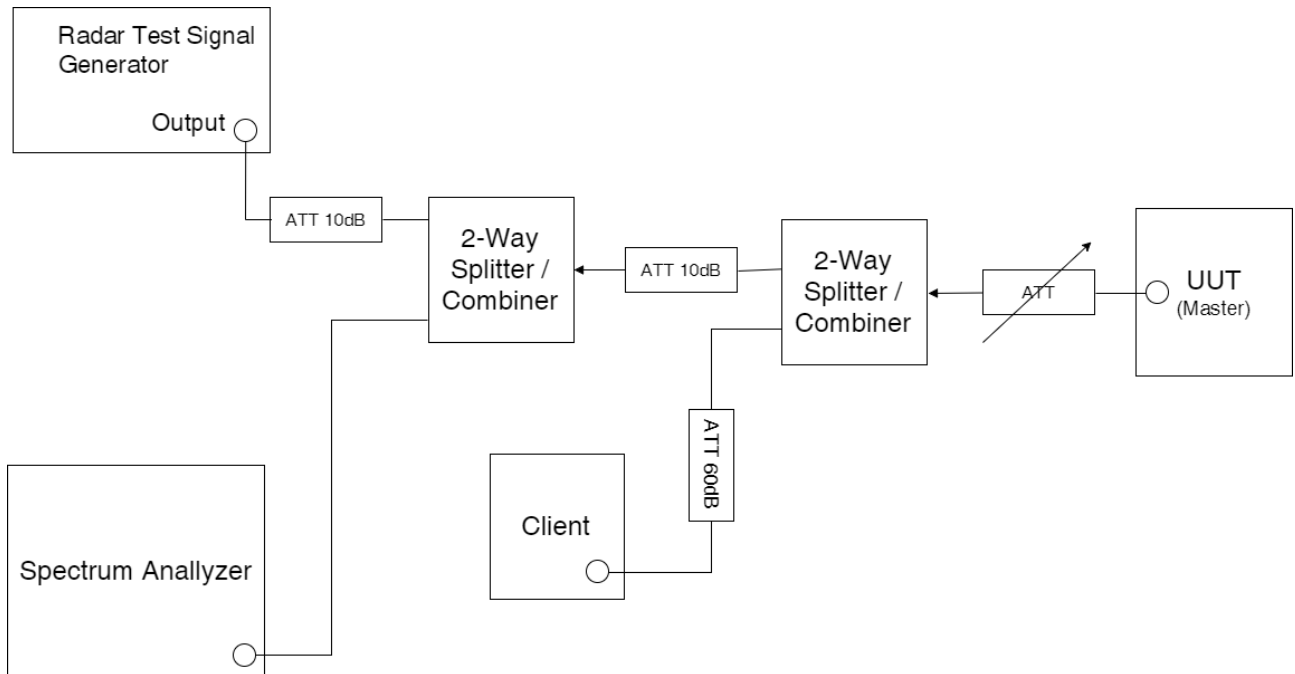 Radar Test Signal
Generator
Output
ATT 10dB
2-Way
Splitter /
Combiner
ATT 10dB
2-Way
Splitter /
Combiner
ATT
UUT
(Master)
ATT 60dB
Client
Spectrum Anallyzer